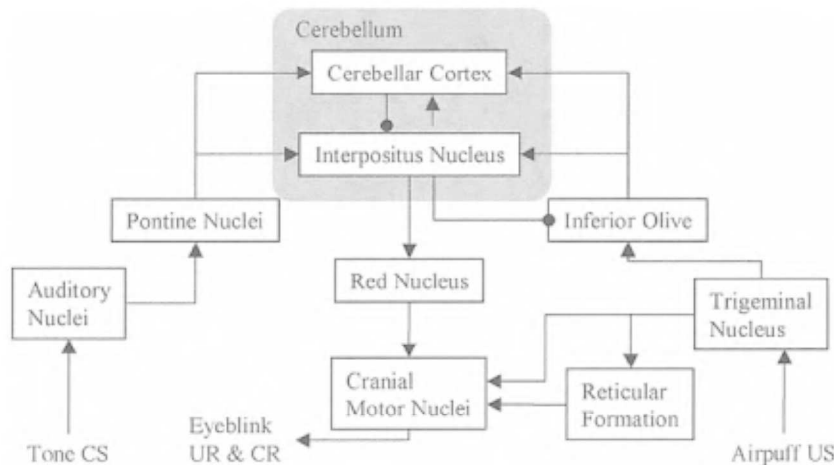 Cerebellum
Cerebellar Cortex
Interpositus Nucleus
Pontine Nuclei
Inferior Olive
Auditory
Nuclei
Red Nucleus
Trigeminal
Nucleus
Cranial
Motor Nuclei
Reticular
Formation
Tone CS
Eyeblink
UR & CR
Airpuff US